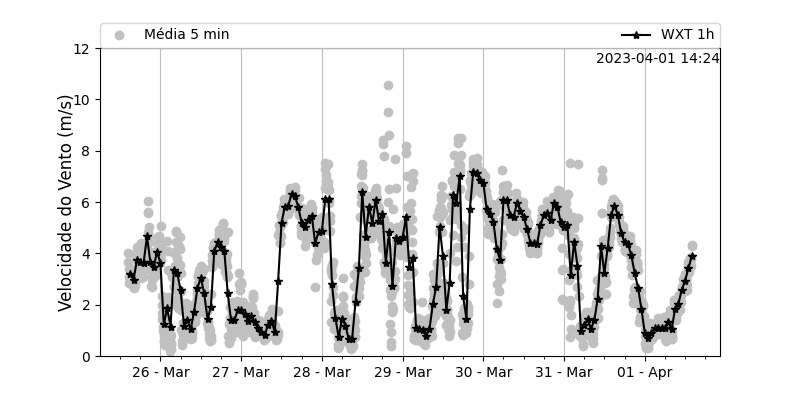 Média 5 min
WXT 1h
2023-04-01 14:24
Velocidade do Vento (m/s)
12
10
8
6
4
2
0
26 - Mar
27 - Mar
28 - Mar
29 - Mar
30 - Mar
31 - Mar
01 - Apr